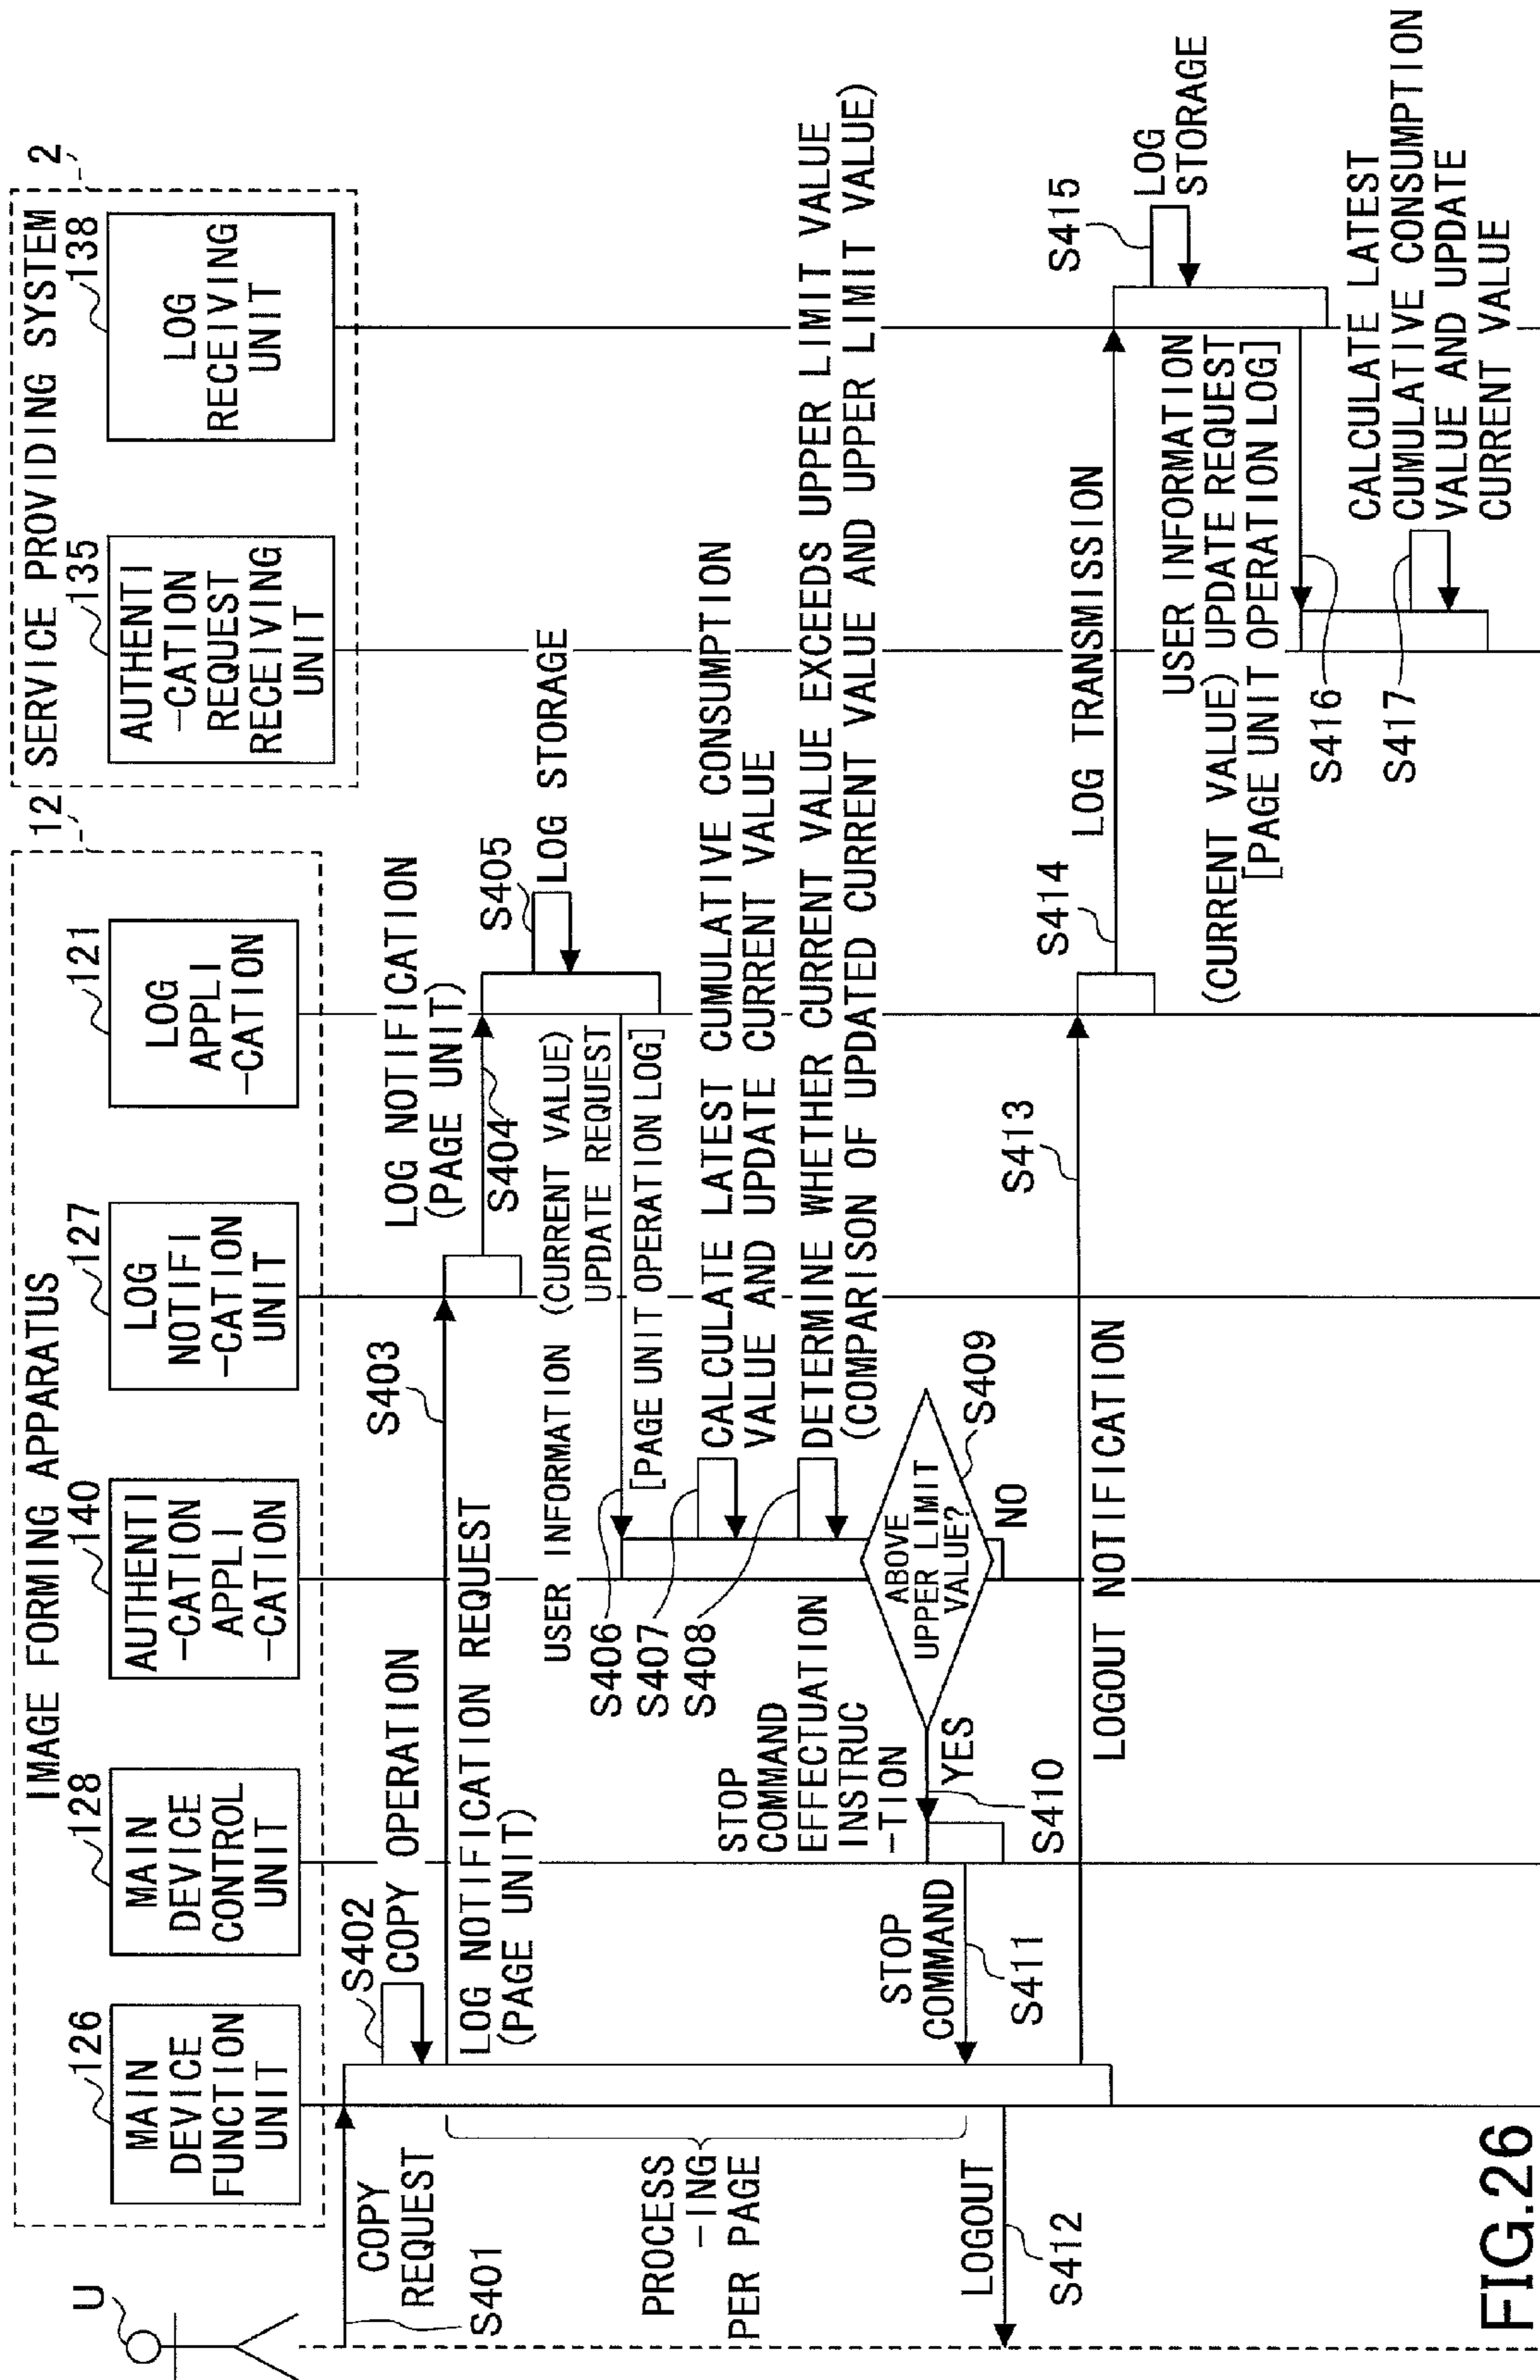 U
IMAGE FORMING APPARATUS
12
SERVICE PROVIDING SYSTEM
2
126
MAIN
DEVICE
FUNCTION
UNIT
128
MAIN
DEVICE
CONTROL
UNIT
140
AUTHENTI
-CATION
APPLI
-CATION
127
LOG
NOTIFI
-CATION
UNIT
121
LOG
APPLI
-CATION
135
AUTHENTI
-CATION
REQUEST
RECEIVING
UNIT
138
LOG
RECEIVING
UNIT
COPY
REQUEST
S401
S402
COPY OPERATION
S403
LOG NOTIFICATION REQUEST
(PAGE UNIT)
LOG NOTIFICATION
(PAGE UNIT)
S404
S405
LOG STORAGE
USER INFORMATION (CURRENT VALUE)
UPDATE REQUEST
[PAGE UNIT OPERATION LOG]
S406
S407
CALCULATE LATEST CUMULATIVE CONSUMPTION
VALUE AND UPDATE CURRENT VALUE
S408
DETERMINE WHETHER CURRENT VALUE EXCEEDS UPPER LIMIT VALUE
(COMPARISON OF UPDATED CURRENT VALUE AND UPPER LIMIT VALUE)
PROCESS
-ING
PER PAGE
STOP
COMMAND
EFFECTUATION
INSTRUC
-TION
ABOVE
UPPER LIMIT
VALUE?
S409
YES
NO
S410
STOP
COMMAND
S411
LOGOUT
S412
S413
LOGOUT NOTIFICATION
S414
LOG TRANSMISSION
S415
LOG
STORAGE
USER INFORMATION
(CURRENT VALUE) UPDATE REQUEST
[PAGE UNIT OPERATION LOG]
S416
S417
CALCULATE LATEST
CUMULATIVE CONSUMPTION
VALUE AND UPDATE
CURRENT VALUE
FIG.26